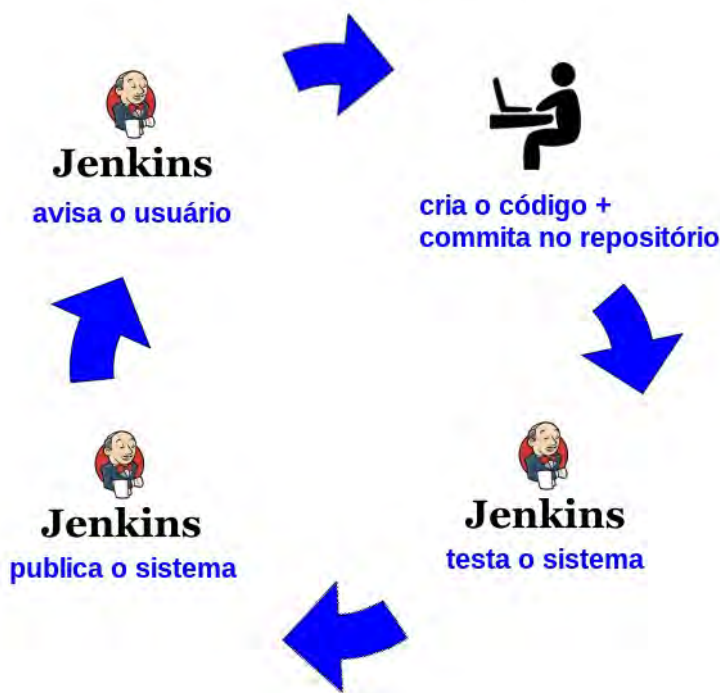 Jenkins
avisa o usuário
cria o código +
commita no repositório
Jenkins
publica o sistema
Jenkins
testa o sistema